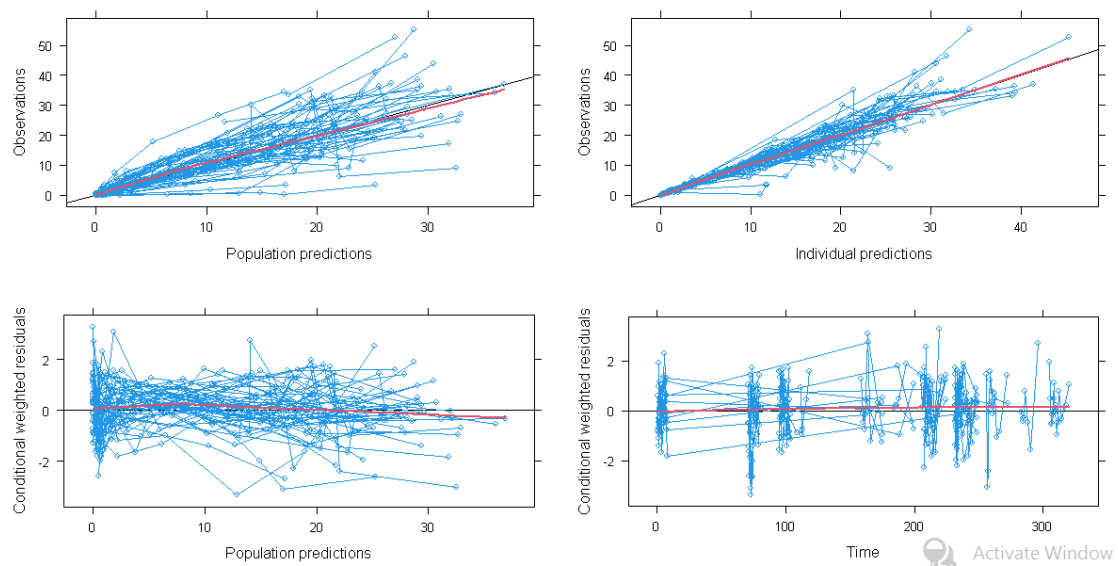 50
40
30
20
10
0
Observations
0 10 20 30
Population predictions
50
40
30
20
10
0
Observations
0 10 20 30 40
Individual predictions
2
0
-2
Conditional weighted residuals
0 10 20 30
Population predictions
2
0
-2
Conditional weighted residuals
0 100 200 300
Time
Activate Window